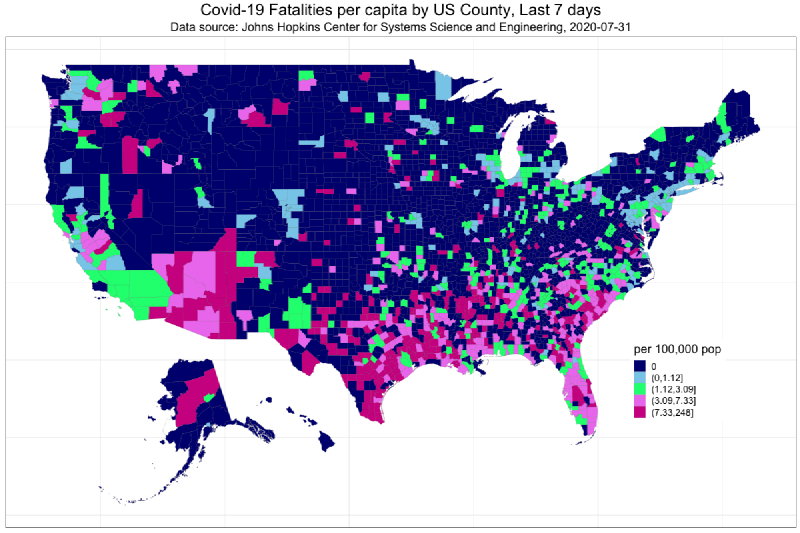 Covid-19 Fatalities per capita by US County, Last 7 days
Data source: Johns Hopkins Center for Systems Science and Engineering, 2020-07-31
per 100,000 pop
0
(0,1.12]
(1.12,3.09]
(3.09,7.33]
(7.33,248]